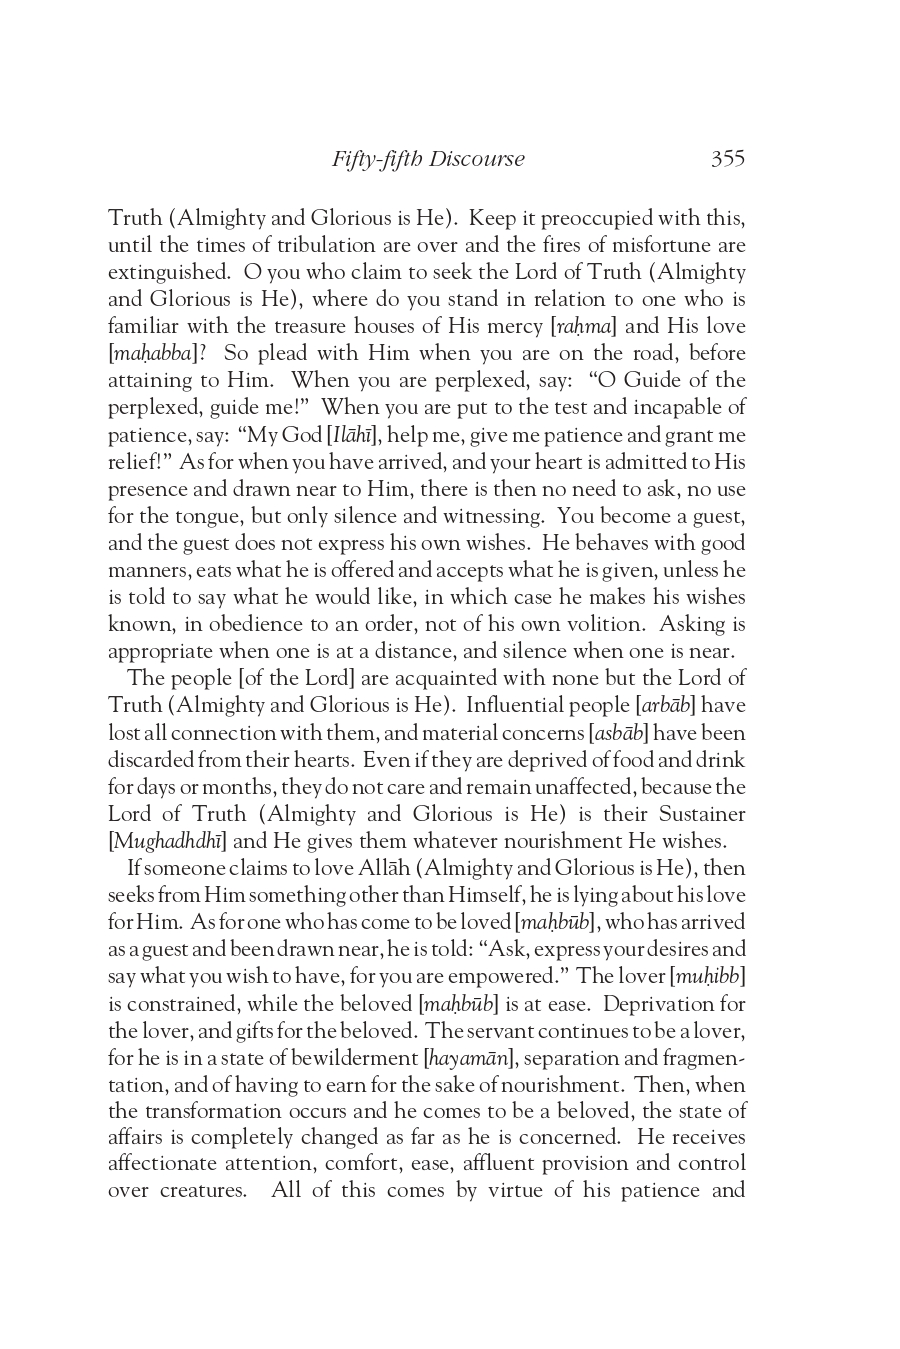 Fifty-fifth Discourse 355
Truth (Almighty and Glorious is He). Keep it preoccupied with this,
until the times of tribulation are over and the fires of misfortune are
extinguished. O you who claim to seek the Lord of Truth (Almighty
and Glorious is He), where do you stand in relation to one who is
familiar with the treasure houses of His mercy [raḥma] and His love
[maḥabba]? So plead with Him when you are on the road, before
attaining to Him. When you are perplexed, say: “O Guide of the
perplexed, guide me!” When you are put to the test and incapable of
patience, say: “My God [Ilāhī], help me, give me patience and grant me
relief!” As for when you have arrived, and your heart is admitted to His
presence and drawn near to Him, there is then no need to ask, no use
for the tongue, but only silence and witnessing. You become a guest,
and the guest does not express his own wishes. He behaves with good
manners, eats what he is offered and accepts what he is given, unless he
is told to say what he would like, in which case he makes his wishes
known, in obedience to an order, not of his own volition. Asking is
appropriate when one is at a distance, and silence when one is near.
The people [of the Lord] are acquainted with none but the Lord of
Truth (Almighty and Glorious is He). Influential people [arbāb] have
lost all connection with them, and material concerns [asbāb] have been
discarded from their hearts. Even if they are deprived of food and drink
for days or months, they do not care and remain unaffected, because the
Lord of Truth (Almighty and Glorious is He) is their Sustainer
[Mughadhdhī] and He gives them whatever nourishment He wishes.
If someone claims to love Allāh (Almighty and Glorious is He), then
seeks from Him something other than Himself, he is lying about his love
for Him. As for one who has come to be loved [maḥbūb], who has arrived
as a guest and been drawn near, he is told: “Ask, express your desires and
say what you wish to have, for you are empowered.” The lover [muḥibb]
is constrained, while the beloved [maḥbūb] is at ease. Deprivation for
the lover, and gifts for the beloved. The servant continues to be a lover,
for he is in a state of bewilderment [hayamān], separation and fragmen-
tation, and of having to earn for the sake of nourishment. Then, when
the transformation occurs and he comes to be a beloved, the state of
affairs is completely changed as far as he is concerned. He receives
affectionate attention, comfort, ease, affluent provision and control
over creatures. All of this comes by virtue of his patience and